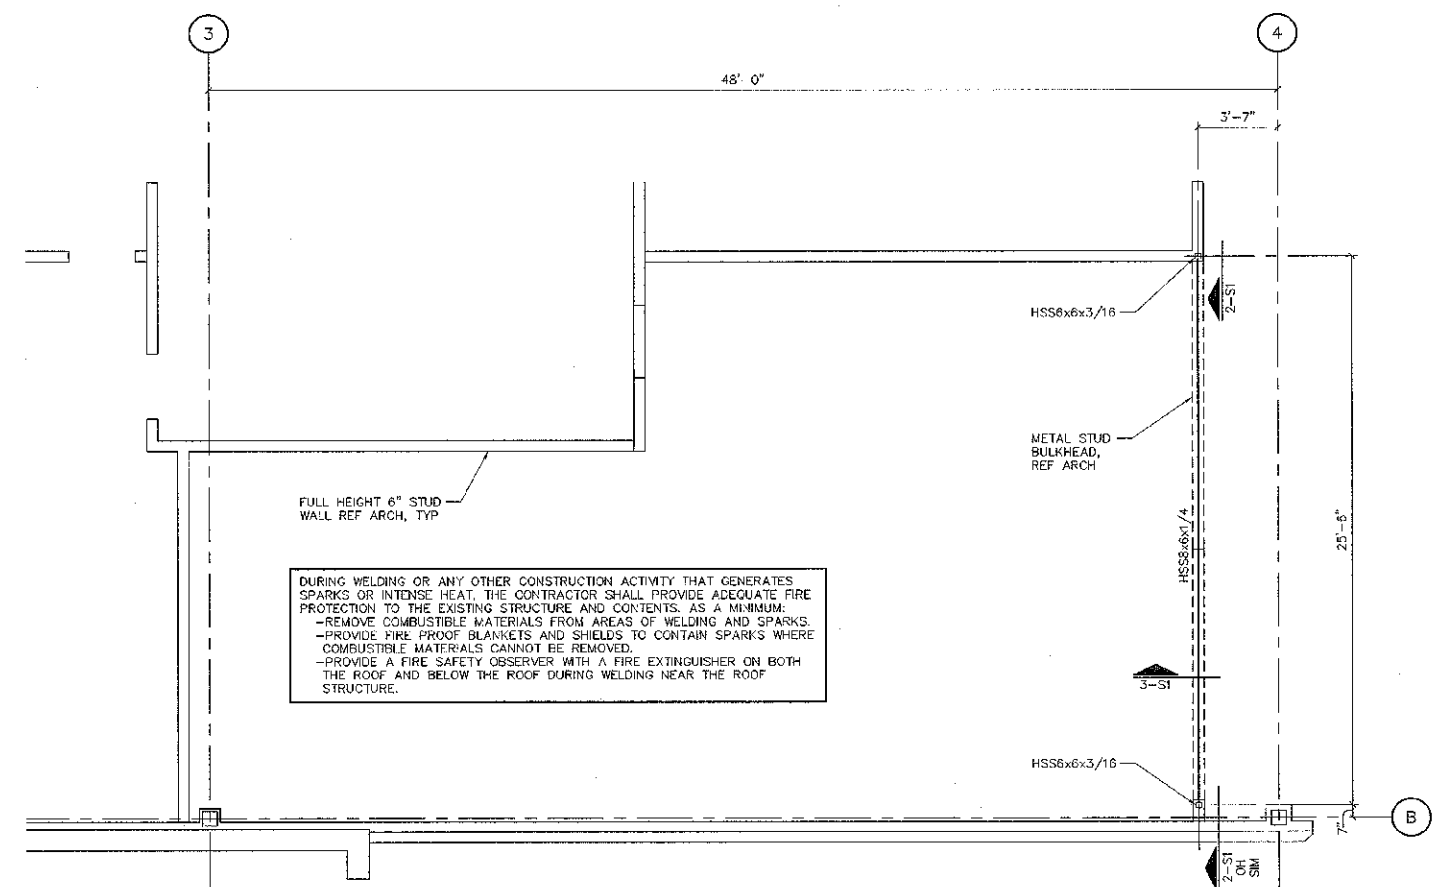 3
4
48'- 0"
3'-7"
HSS6x6x3/16
2-S1
METAL STUD
BULKHEAD,
REF ARCH
FULL HEIGHT 6" STUD
WALL REF ARCH, TYP
HSS8x6x1/4
25'-6"
DURING WELDING OR ANY OTHER CONSTRUCTION ACTIVITY THAT GENERATES
SPARKS OR INTENSE HEAT, THE CONTRACTOR SHALL PROVIDE ADEQUATE FIRE
PROTECTION TO THE EXISTING STRUCTURE AND CONTENTS. AS A MINIMUM:
-REMOVE COMBUSTIBLE MATERIALS FROM AREAS OF WELDING AND SPARKS.
-PROVIDE FIRE PROOF BLANKETS AND SHIELDS TO CONTAIN SPARKS WHERE
COMBUSTIBLE MATERIALS CANNOT BE REMOVED.
-PROVIDE A FIRE SAFETY OBSERVER WITH A FIRE EXTINGUISHER ON BOTH
THE ROOF AND BELOW THE ROOF DURING WELDING NEAR THE ROOF
STRUCTURE.
3-S1
HSS6x6x3/16
7"
B
2-S1
OH
SIM